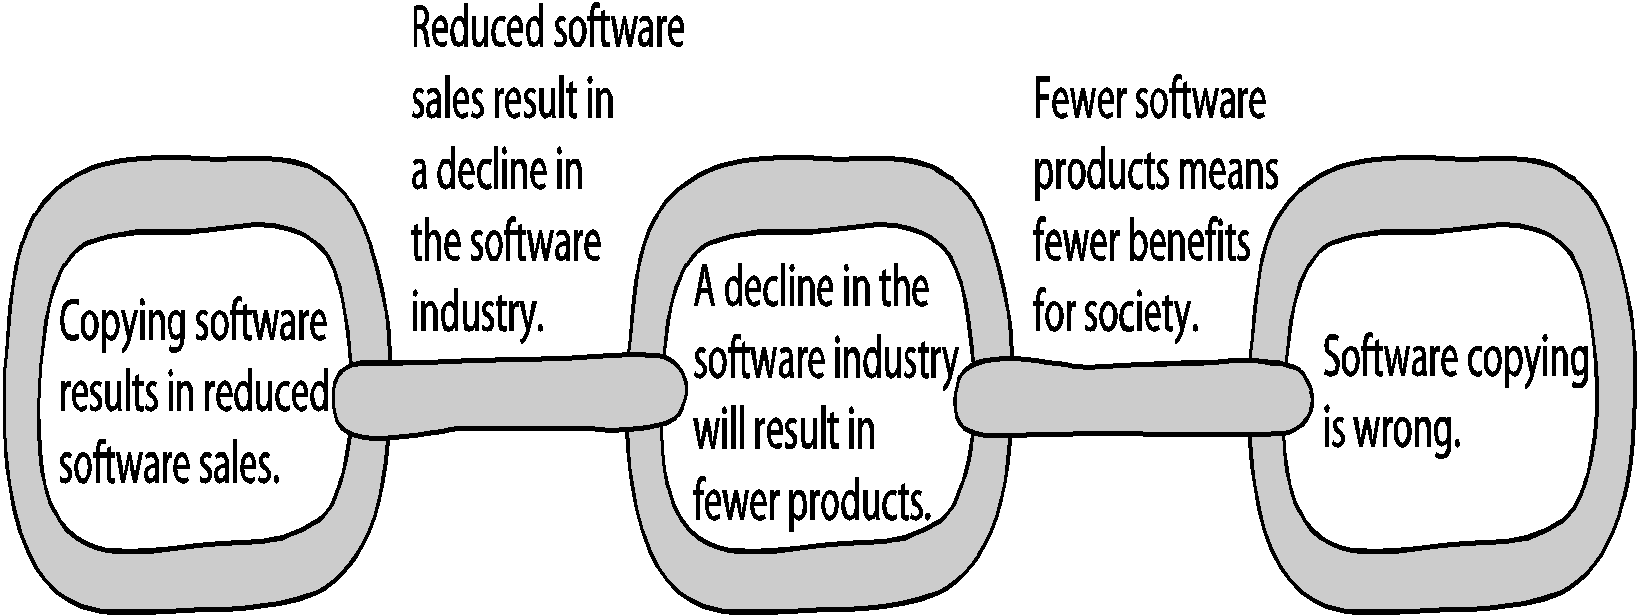 Copying software
results in reduced
software sales.
Reduced software
sales result in
a decline in
the software
industry.
A decline in the
software industry
will result in
fewer products.
Fewer software
products means
fewer benefits
for society.
Software copying
is wrong.